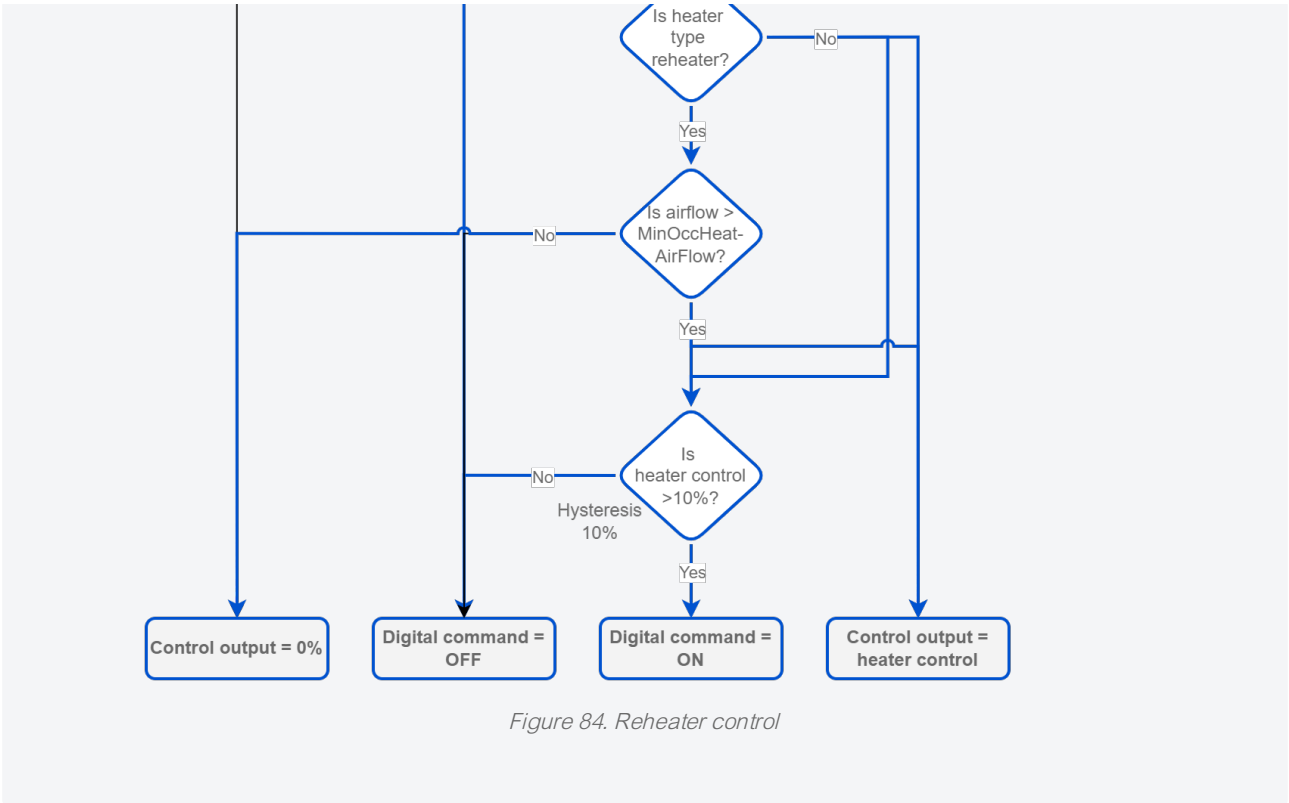 Is heater
type
reheater?
No
Yes
Is airflow >
MinOccHeat-
AirFlow?
No
Yes
Is
heater control
>10%?
No
Hysteresis
10%
Yes
Control output = 0%
Digital command =
OFF
Digital command =
ON
Control output =
heater control
Figure 84. Reheater control